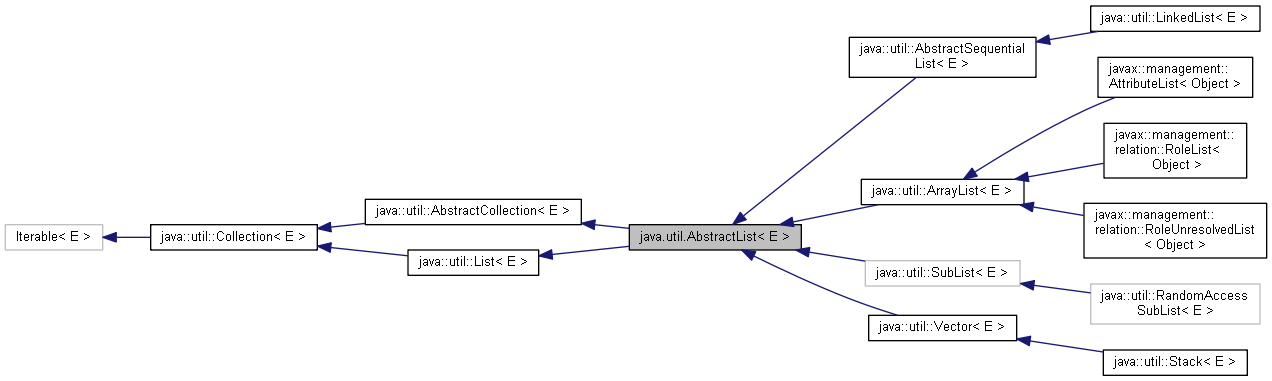 java::util::LinkedList< E >
java::util::AbstractSequential
List< E >
javax::management::
AttributeList< Object >
javax::management::
relation::RoleList<
Object >
java::util::ArrayList< E >
java::util::AbstractCollection< E >
javax::management::
relation::RoleUnresolvedList
< Object >
Iterable< E >
java::util::Collection< E >
java.util.AbstractList< E >
java::util::List< E >
java::util::SubList< E >
java::util::RandomAccess
SubList< E >
java::util::Vector< E >
java::util::Stack< E >